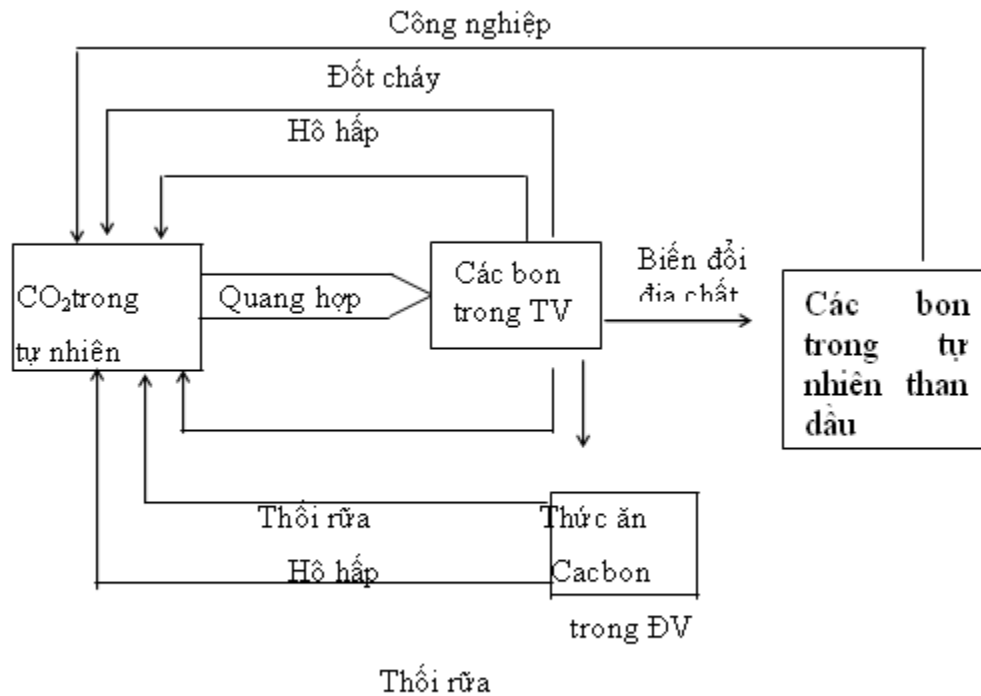 Công nghiệp
Đốt cháy
Hô hấp
CO₂trong
tự nhiên
Quang hợp
Các bon
trong TV
Biến đổi
địa chất
Các bon
trong tự
nhiên than
dầu
Thối rữa
Thức ăn
Hô hấp
Cacbon
trong ĐV
Thối rữa